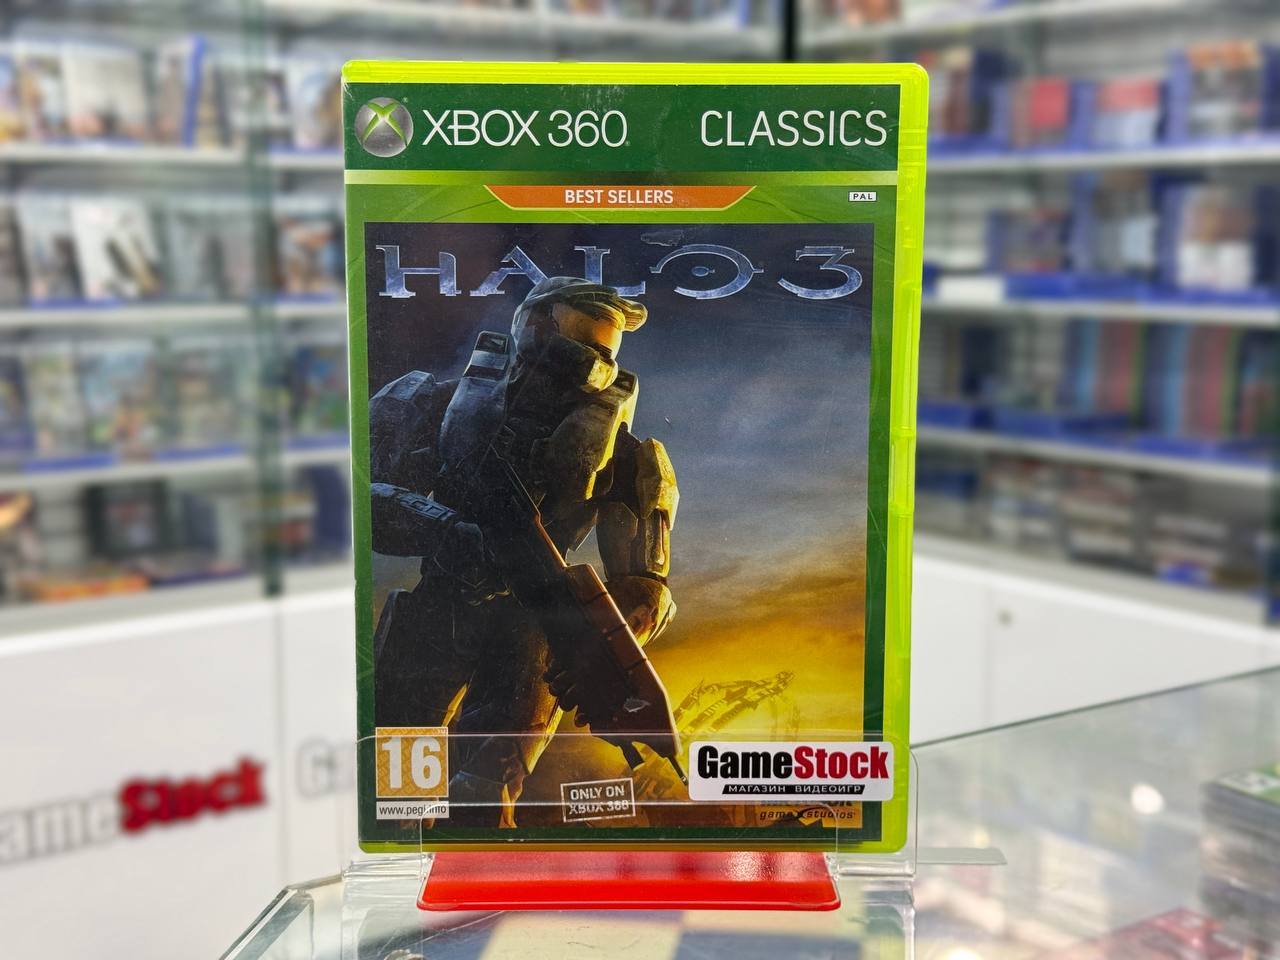 XBOX 360 CLASSICS
BEST SELLERS
PAL
HALO 3
16
www.pegi.info
ONLY ON
XBOX 360
GameStock
МАГАЗИН ВИДЕОИГР
game studios
GameStock